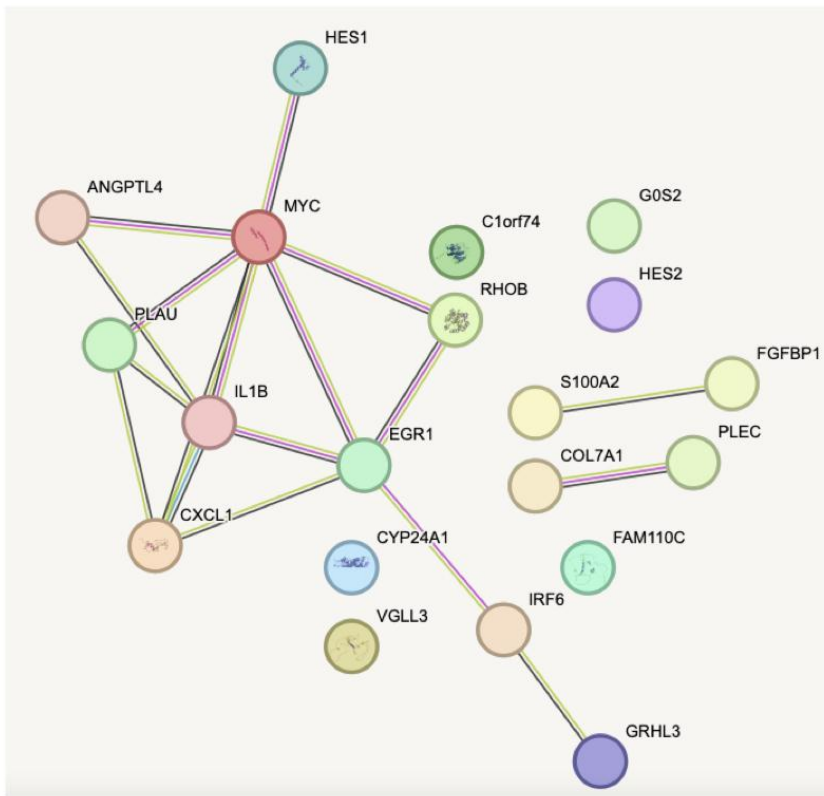 HES1
ANGPTL4
G0S2
MYC
C1orf74
RHOB
HES2
PLAU
FGFBP1
S100A2
IL1B
EGR1
PLEC
COL7A1
CXCL1
CYP24A1
FAM110C
IRF6
VGLL3
GRHL3